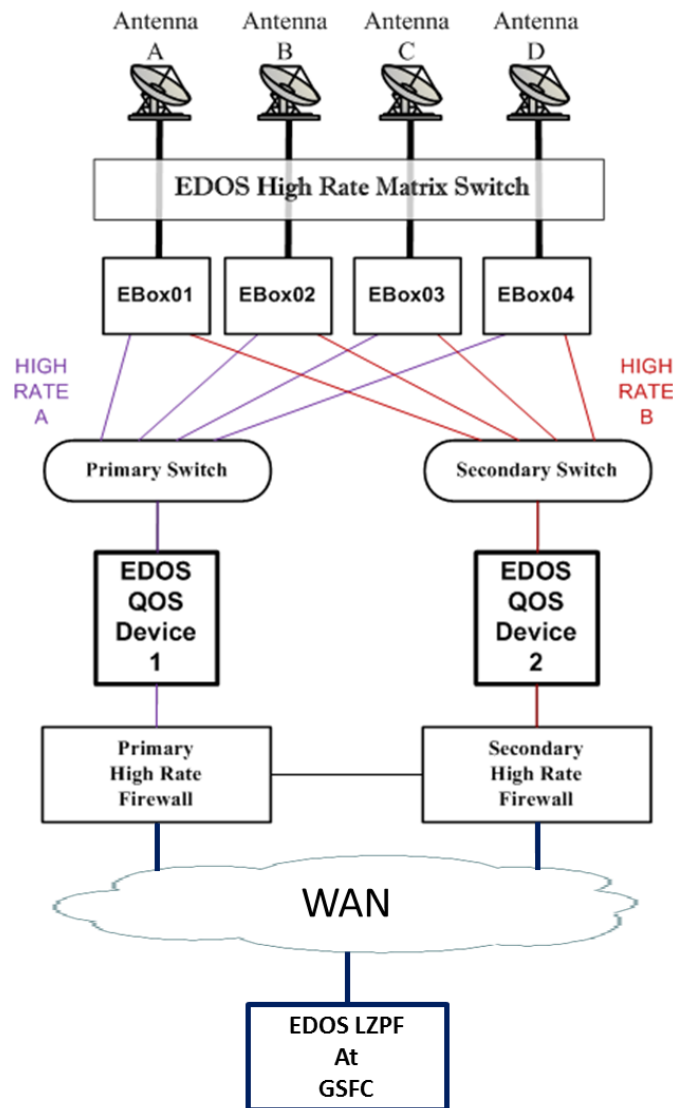 Antenna A
Antenna B
Antenna C
Antenna D
EDOS High Rate Matrix Switch
EBox01
EBox02
EBox03
EBox04
HIGH
RATE
A
HIGH
RATE
B
Primary Switch
Secondary Switch
EDOS
QOS
Device
1
EDOS
QOS
Device
2
Primary
High Rate
Firewall
Secondary
High Rate
Firewall
WAN
EDOS LZPF
At
GSFC